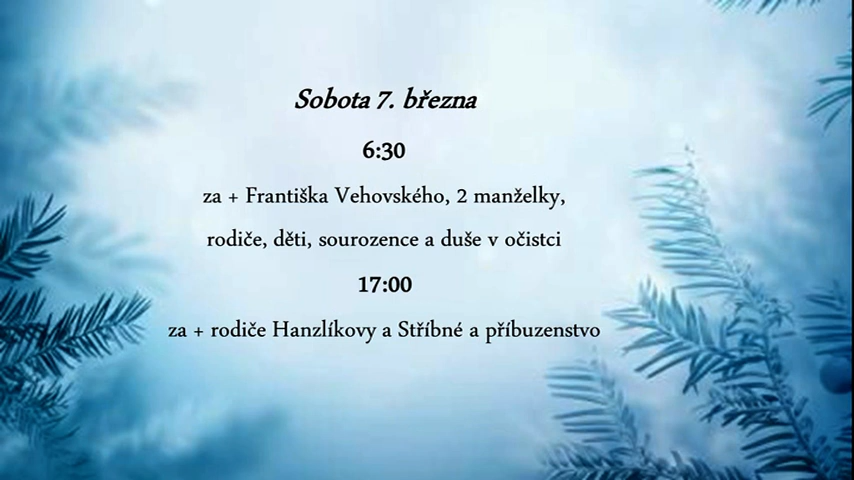 Sobota 7. března
6:30
za + Františka Vehovského, 2 manželky,
rodiče, děti, sourozence a duše v očistci
17:00
za + rodiče Hanzlíkovy a Stříbné a příbuzenstvo